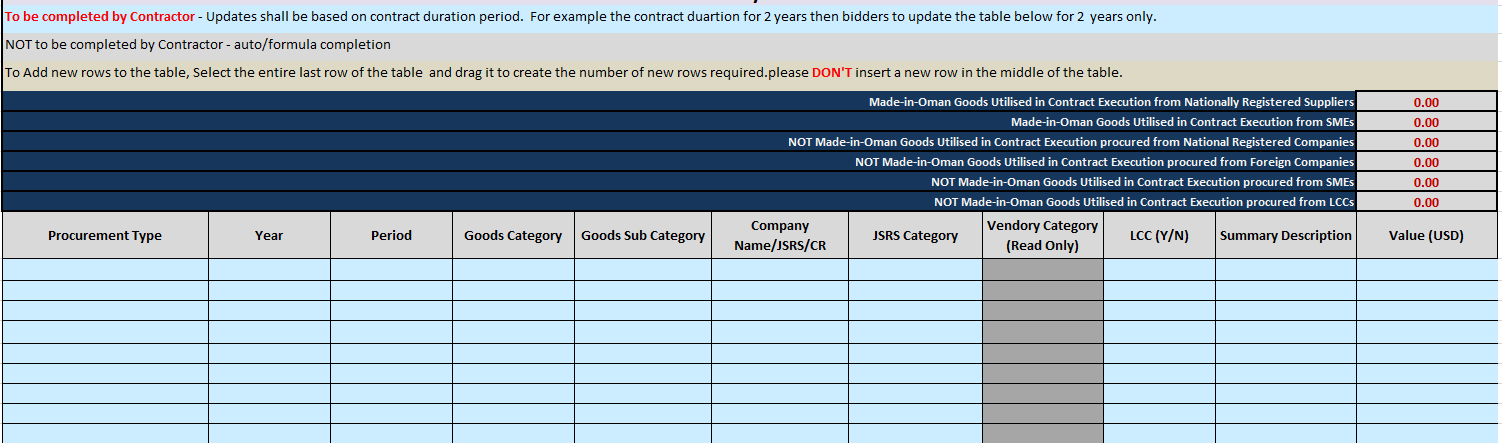 To be completed by Contractor - Updates shall be based on contract duration period. For example the contract duartion for 2 years then bidders to update the table below for 2 years only.
NOT to be completed by Contractor - auto/formula completion
To Add new rows to the table, Select the entire last row of the table and drag it to create the number of new rows required.please DON'T insert a new row in the middle of the table.
Made-in-Oman Goods Utilised in Contract Execution from Nationally Registered Suppliers 0.00
Made-in-Oman Goods Utilised in Contract Execution from SMEs 0.00
NOT Made-in-Oman Goods Utilised in Contract Execution procured from National Registered Companies 0.00
NOT Made-in-Oman Goods Utilised in Contract Execution procured from Foreign Companies 0.00
NOT Made-in-Oman Goods Utilised in Contract Execution procured from SMEs 0.00
NOT Made-in-Oman Goods Utilised in Contract Execution procured from LCCs 0.00
Procurement Type
Year
Period
Goods Category
Goods Sub Category
Company
Name/JSRS/CR
JSRS Category
Vendory Category
(Read Only)
LCC (Y/N)
Summary Description
Value (USD)